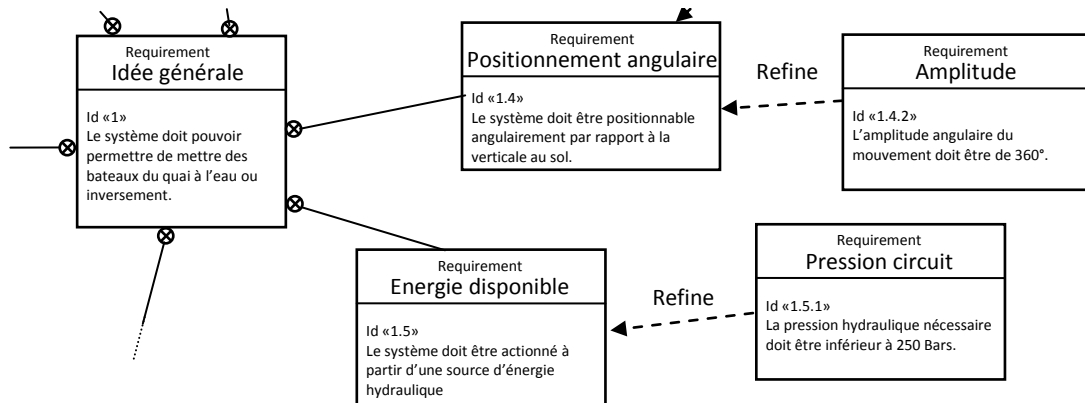 Requirement
Idée générale
Id «1»
Le système doit pouvoir
permettre de mettre des
bateaux du quai à l'eau ou
inversement.
Requirement
Positionnement angulaire
Id «1.4»
Le système doit être positionnable
angulairement par rapport à la
verticale au sol.
Refine
Requirement
Amplitude
Id «1.4.2»
L'amplitude angulaire du
mouvement doit être de 360°.
Requirement
Energie disponible
Id «1.5»
Le système doit être actionné à
partir d'une source d'énergie
hydraulique
Refine
Requirement
Pression circuit
Id «1.5.1»
La pression hydraulique nécessaire
doit être inférieur à 250 Bars.